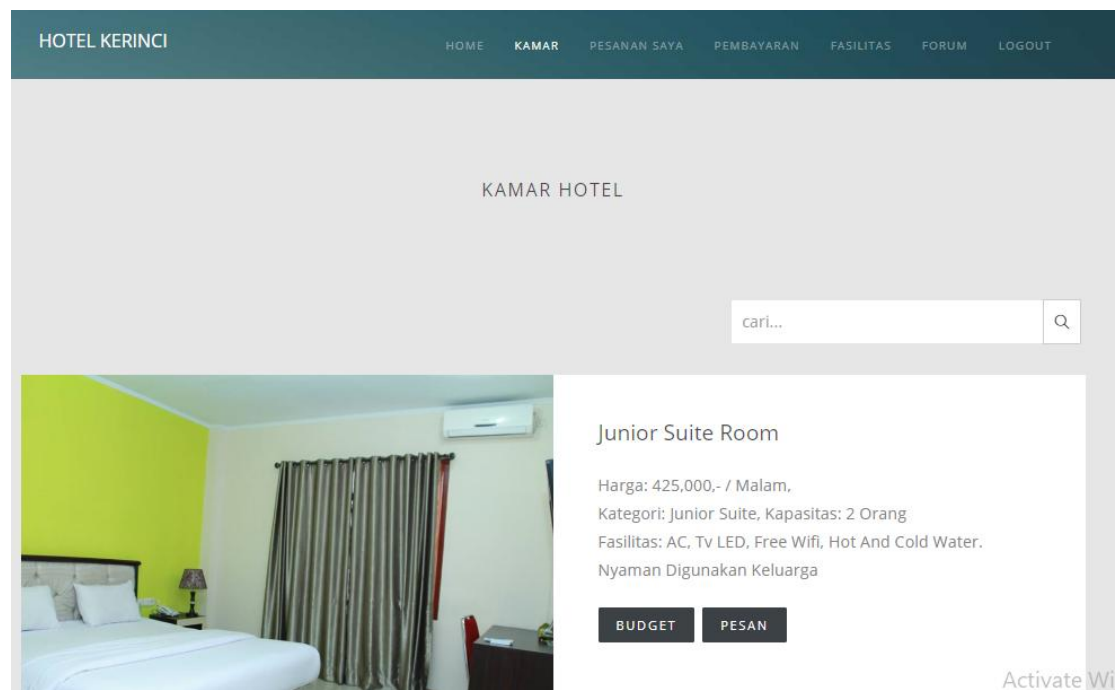 HOTEL KERINCI
HOME KAMAR PESANAN SAYA PEMBAYARAN FASILITAS FORUM LOGOUT
KAMAR HOTEL
cari...
Junior Suite Room
Harga: 425,000,- / Malam,
Kategori: Junior Suite, Kapasitas: 2 Orang
Fasilitas: AC, Tv LED, Free Wifi, Hot And Cold Water.
Nyaman Digunakan Keluarga
BUDGET PESAN
Activate Wi